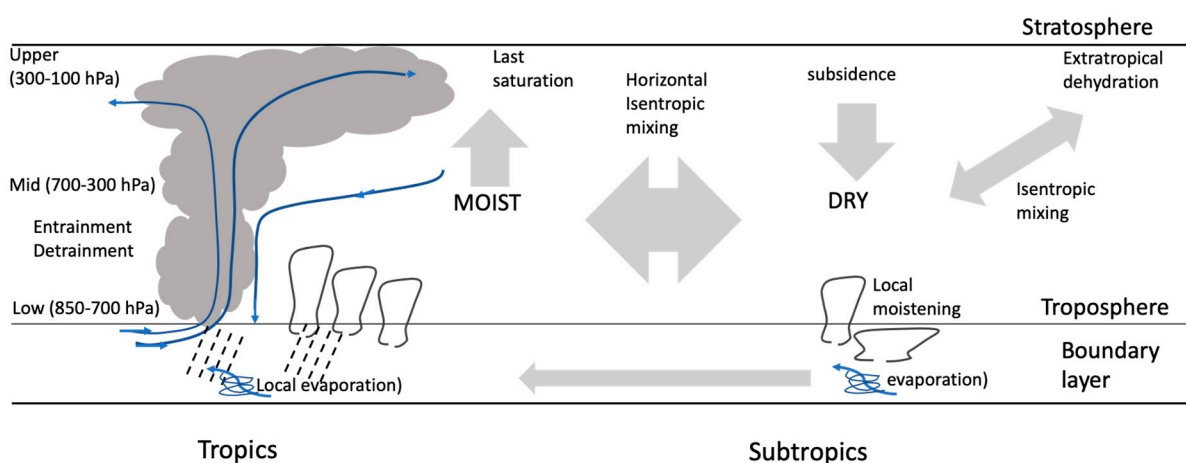 Stratosphere
Upper
(300-100 hPa)
Last
saturation
Horizontal
Isentropic
mixing
subsidence
Extratropical
dehydration
Mid (700-300 hPa)
MOIST
DRY
Isentropic
mixing
Entrainment
Detrainment
Low (850-700 hPa)
Local
moistening
Troposphere
Boundary
layer
Local evaporation)
evaporation)
Tropics
Subtropics